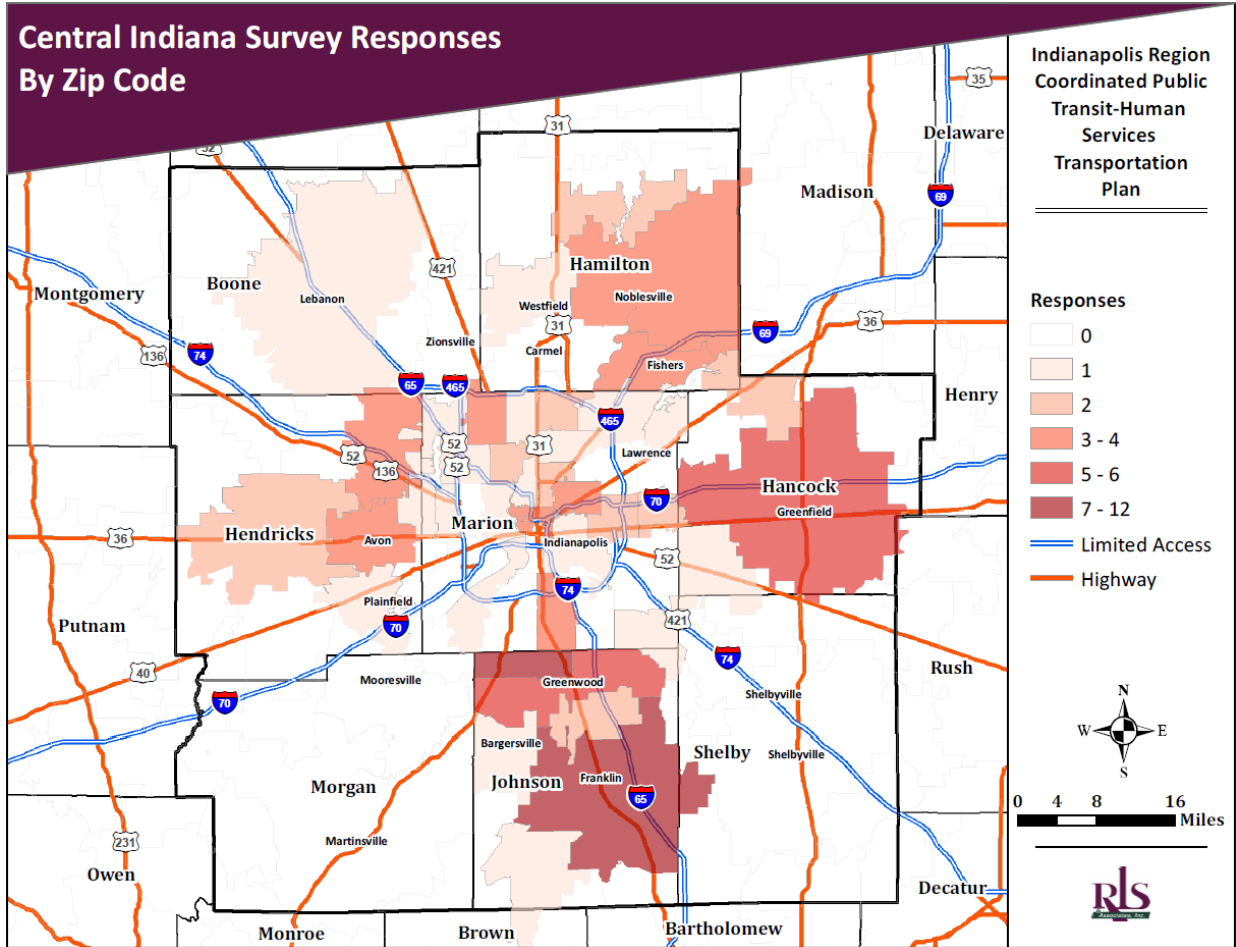 Central Indiana Survey Responses
By Zip Code
Indianapolis Region
Coordinated Public
Transit-Human
Services
Transportation
Plan
31
35
Delaware
Madison
69
52
421
Hamilton
Boone
Montgomery
Lebanon
Noblesville
Westfield
31
Zionsville
Carmel
69
36
136
74
Fishers
65
465
Henry
465
52
31
52
136
52
Lawrence
Hancock
70
Greenfield
Marion
Hendricks
36
Avon
Indianapolis
52
74
Plainfield
70
421
Putnam
74
40
Mooresville
Greenwood
Rush
70
Shelbyville
Bargersville
Shelby
Shelbyville
Johnson
Franklin
Morgan
65
Martinsville
231
Owen
Decatur
Monroe
Brown
Bartholomew
Responses
0
1
2
3 - 4
5 - 6
7 - 12
Limited Access
Highway
N
W
E
S
0 4 8 16
Miles
RLS
& Associates, Inc.